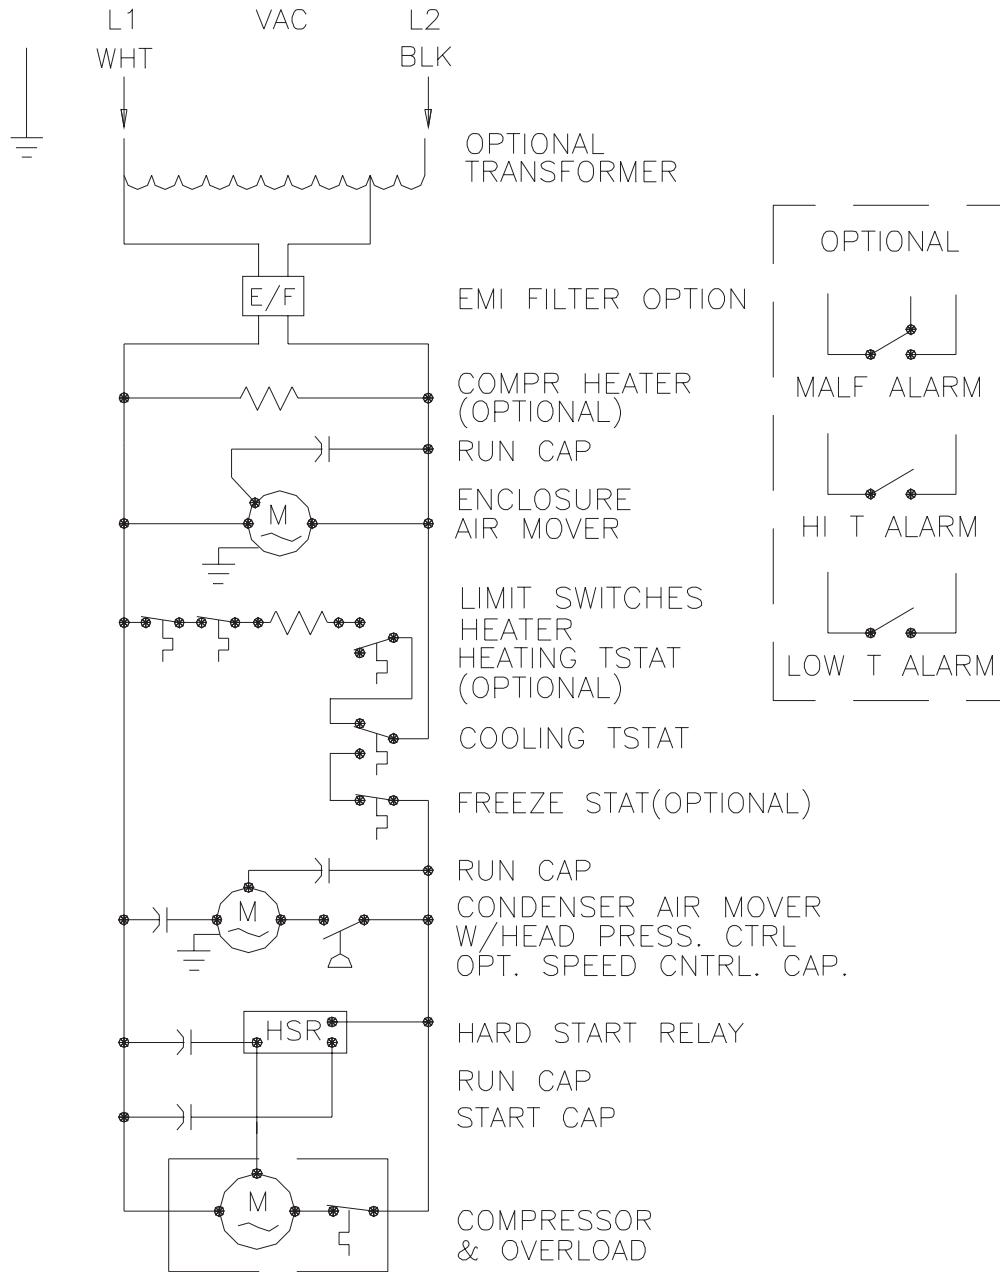 L1 VAC L2
WHT BLK
OPTIONAL
TRANSFORMER
OPTIONAL
E/F
EMI FILTER OPTION
MALF ALARM
COMPR HEATER
(OPTIONAL)
RUN CAP
M
ENCLOSURE
AIR MOVER
HI T ALARM
LIMIT SWITCHES
HEATER
HEATING TSTAT
(OPTIONAL)
LOW T ALARM
COOLING TSTAT
FREEZE STAT(OPTIONAL)
RUN CAP
M
CONDENSER AIR MOVER
W/HEAD PRESS. CTRL
OPT. SPEED CNTRL. CAP.
HSR
HARD START RELAY
RUN CAP
START CAP
M
COMPRESSOR
& OVERLOAD